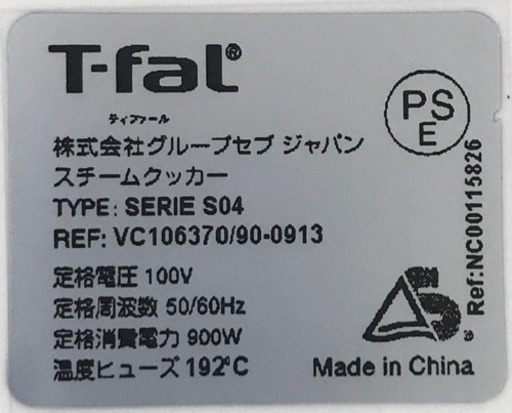 T-fal®
ティファール
株式会社グループセブ ジャパン
スチームクッカー
TYPE: SERIE S04
REF: VC106370/90-0913
定格電圧 100V
定格周波数 50/60Hz
定格消費電力 900W
温度ヒューズ 192℃
PS
E
Ref:NC00115826
Made in China